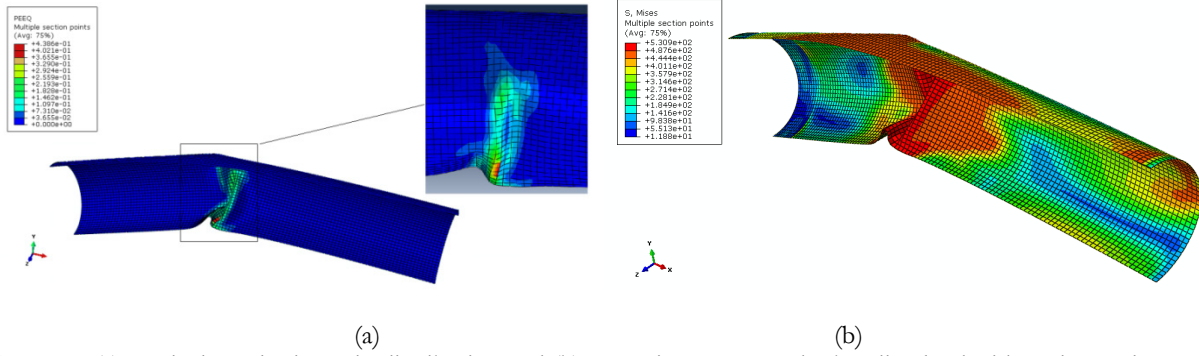 PEEQ
Multiple section points
(Avg: 75%)
+4.386e-01
+4.021e-01
+3.655e-01
+3.290e-01
+2.924e-01
+2.559e-01
+2.193e-01
+1.828e-01
+1.462e-01
+1.097e-01
+7.310e-02
+3.655e-02
+0.000e+00
Y
Z
S, Mises
Multiple section points
(Avg: 75%)
+5.309e+02
+4.876e+02
+4.444e+02
+4.011e+02
+3.579e+02
+3.146e+02
+2.714e+02
+2.281e+02
+1.849e+02
+1.416e+02
+9.838e+01
+5.513e+01
+1.188e+01
Y
Z
X
(a)
(b)